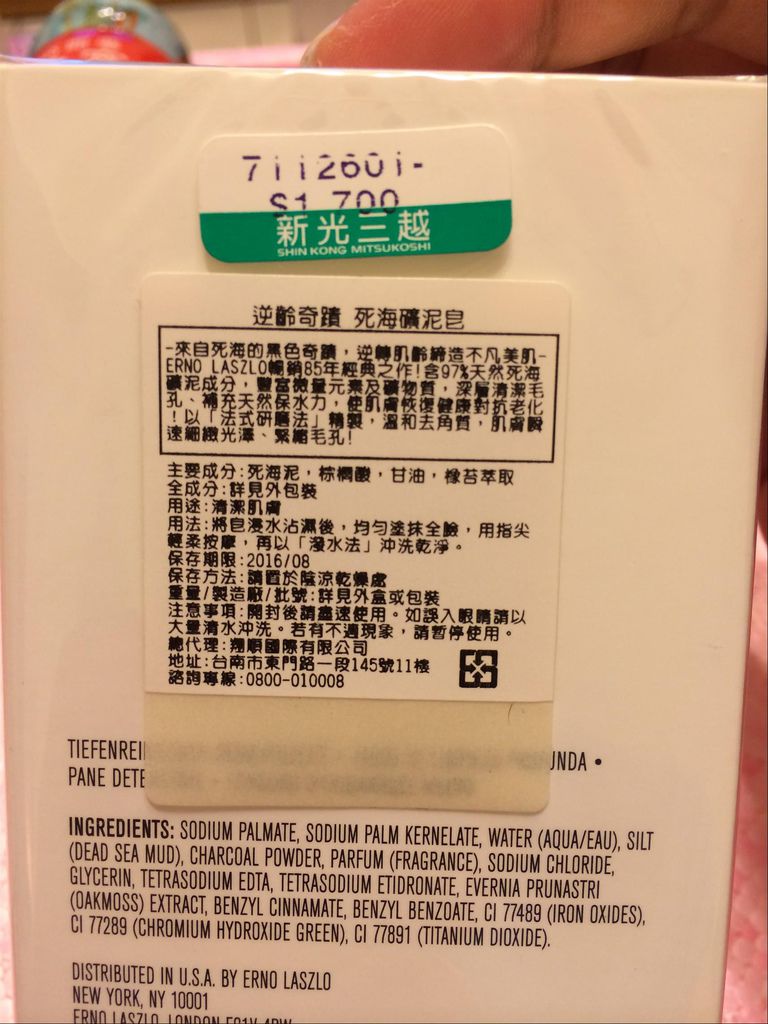 7112601-
$1,700
新光三越
SHIN KONG MITSUKOSHI
逆齡奇蹟 死海礦泥皂
-來自死海的黑色奇蹟，逆轉肌齡締造不凡美肌-
ERNO LASZLO暢銷85年經典之作!含97%天然死海
礦泥成分，豐富微量元素及礦物質，深層清潔毛
孔、補充天然保水力，使肌膚恢復健康對抗老化
！以「法式研磨法」精製，溫和去角質，肌膚瞬
速細緻光澤、緊緻毛孔!
主要成分:死海泥，棕櫚酸，甘油，橡苔萃取
全成分:詳見外包裝
用途:清潔肌膚
用法:將皂浸水沾濕後，均勻塗抹全臉，用指尖
輕柔按摩，再以「潑水法」沖洗乾淨。
保存期限:2016/08
保存方法:請置於陰涼乾燥處
重量/製造廠/批號:詳見外盒或包裝
注意事項:開封後請盡速使用。如誤入眼睛請以
大量清水沖洗。若有不適現象，請暫停使用。
總代理:翔順國際有限公司
地址:台南市東門路一段145號11樓
諮詢專線:0800-010008
TIEFENREI UNDA •
PANE DETE
INGREDIENTS: SODIUM PALMATE, SODIUM PALM KERNELATE, WATER (AQUA/EAU), SILT
(DEAD SEA MUD), CHARCOAL POWDER, PARFUM (FRAGRANCE), SODIUM CHLORIDE,
GLYCERIN, TETRASODIUM EDTA, TETRASODIUM ETIDRONATE, EVERNIA PRUNASTRI
(OAKMOSS) EXTRACT, BENZYL CINNAMATE, BENZYL BENZOATE, CI 77489 (IRON OXIDES),
CI 77289 (CHROMIUM HYDROXIDE GREEN), CI 77891 (TITANIUM DIOXIDE).
DISTRIBUTED IN U.S.A. BY ERNO LASZLO
NEW YORK, NY 10001
ERNO LASZLO, LONDON EC1V 4PW